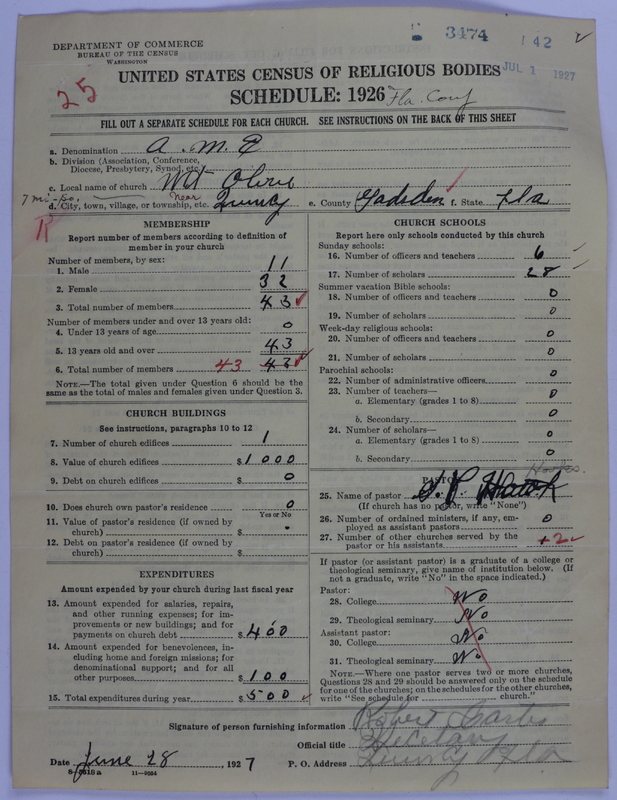 3474
142
DEPARTMENT OF COMMERCE
BUREAU OF THE CENSUS
WASHINGTON
JUL 1 1927
25
UNITED STATES CENSUS OF RELIGIOUS BODIES
SCHEDULE: 1926 Fla. Conf
FILL OUT A SEPARATE SCHEDULE FOR EACH CHURCH. SEE INSTRUCTIONS ON THE BACK OF THIS SHEET
a. Denomination A. M. E
b. Division (Association, Conference, Diocese, Presbytery, Synod, etc.)
c. Local name of church Mt Olive
7 mi. so. near
d. City, town, village, or township, etc. Quincy e. County Gadsden f. State Fla
R
MEMBERSHIP
Report number of members according to definition of
member in your church
Number of members, by sex:
1. Male 11
2. Female 32
3. Total number of members 43
Number of members under and over 13 years old:
4. Under 13 years of age 0
5. 13 years old and over 43
6. Total number of members 43 43
NOTE.—The total given under Question 6 should be the
same as the total of males and females given under Question 3.
CHURCH BUILDINGS
See instructions, paragraphs 10 to 12
7. Number of church edifices 1
8. Value of church edifices $1000
9. Debt on church edifices $ 0
10. Does church own pastor's residence 0
Yes or No
11. Value of pastor's residence (if owned by
church) $
12. Debt on pastor's residence (if owned by
church) $
EXPENDITURES
Amount expended by your church during last fiscal year
13. Amount expended for salaries, repairs,
and other running expenses; for im-
provements or new buildings; and for
payments on church debt $400
14. Amount expended for benevolences, in-
cluding home and foreign missions; for
denominational support; and for all
other purposes $100
15. Total expenditures during year $500
CHURCH SCHOOLS
Report here only schools conducted by this church
Sunday schools:
16. Number of officers and teachers 6
17. Number of scholars 28
Summer vacation Bible schools:
18. Number of officers and teachers 0
19. Number of scholars 0
Week-day religious schools:
20. Number of officers and teachers 0
21. Number of scholars 0
Parochial schools:
22. Number of administrative officers 0
23. Number of teachers—
a. Elementary (grades 1 to 8) 0
b. Secondary 0
24. Number of scholars—
a. Elementary (grades 1 to 8) 0
b. Secondary 0
PASTOR
25. Name of pastor
(If church has no pastor, write "None")
26. Number of ordained ministers, if any, em-
ployed as assistant pastors 0
27. Number of other churches served by the
pastor or his assistants +2
If pastor (or assistant pastor) is a graduate of a college or
theological seminary, give name of institution below. (If
not a graduate, write "No" in the space indicated.)
Pastor:
28. College No
29. Theological seminary No
Assistant pastor:
30. College No
31. Theological seminary No
NOTE.—Where one pastor serves two or more churches,
Questions 28 and 29 should be answered only on the schedule
for one of the churches; on the schedules for the other churches,
write "See schedule for church."
Signature of person furnishing information Robert
Official title Secretary
Date June 28, 1927 P. O. Address Quincy Fla
8-3518a 11-9224